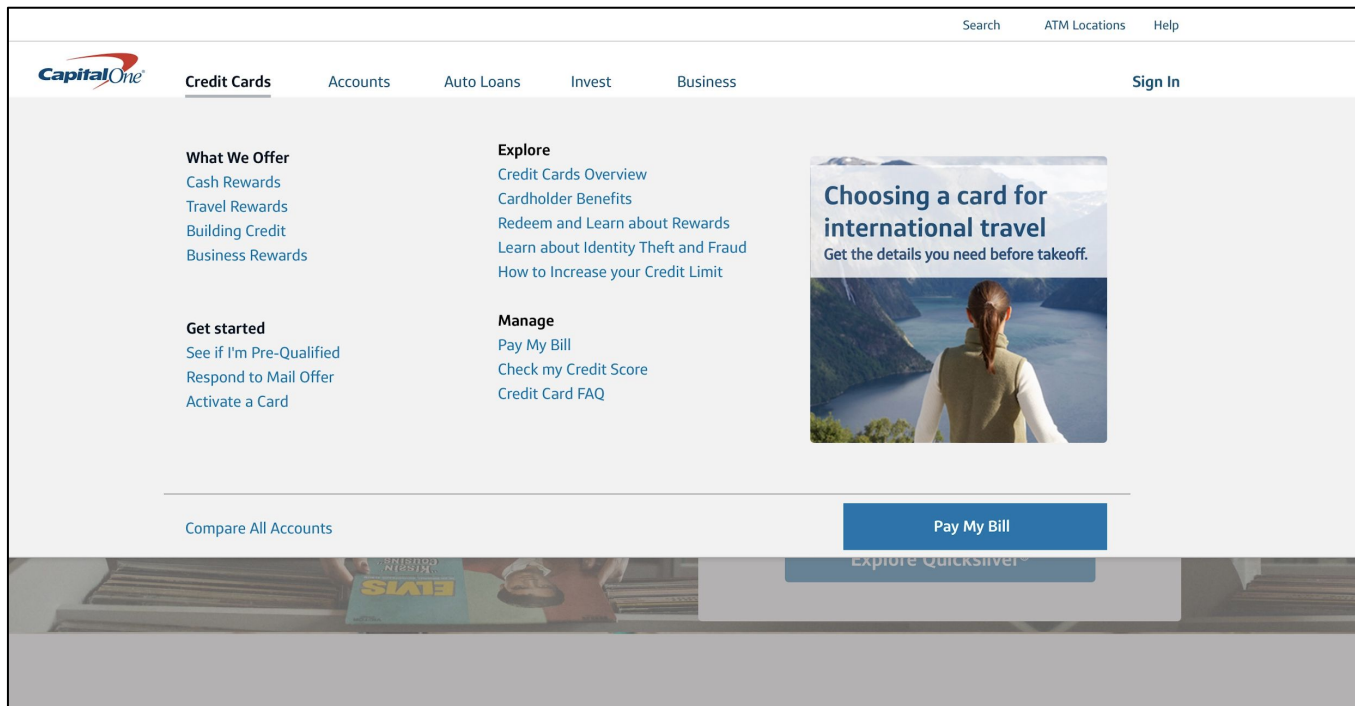 Search ATM Locations Help
CapitalOne®
Credit Cards Accounts Auto Loans Invest Business Sign In
What We Offer
Cash Rewards
Travel Rewards
Building Credit
Business Rewards
Get started
See if I'm Pre-Qualified
Respond to Mail Offer
Activate a Card
Explore
Credit Cards Overview
Cardholder Benefits
Redeem and Learn about Rewards
Learn about Identity Theft and Fraud
How to Increase your Credit Limit
Manage
Pay My Bill
Check my Credit Score
Credit Card FAQ
Choosing a card for
international travel
Get the details you need before takeoff.
Compare All Accounts
Pay My Bill
Explore Quicksilver®
"KISSIN'
COUSINS"
ELVIS